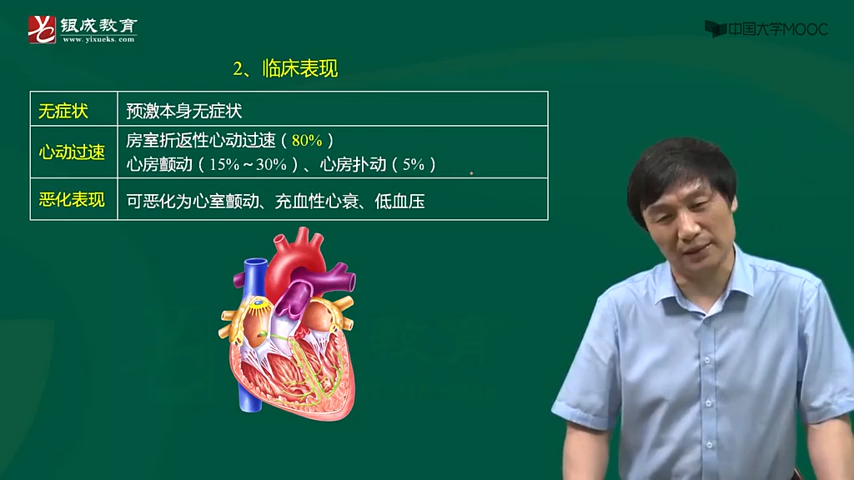 银成教育
www.yixueks.com
中国大学MOOC
2、临床表现
无症状 预激本身无症状
心动过速 房室折返性心动过速（80%）
心房颤动（15%～30%）、心房扑动（5%）
恶化表现 可恶化为心室颤动、充血性心衰、低血压